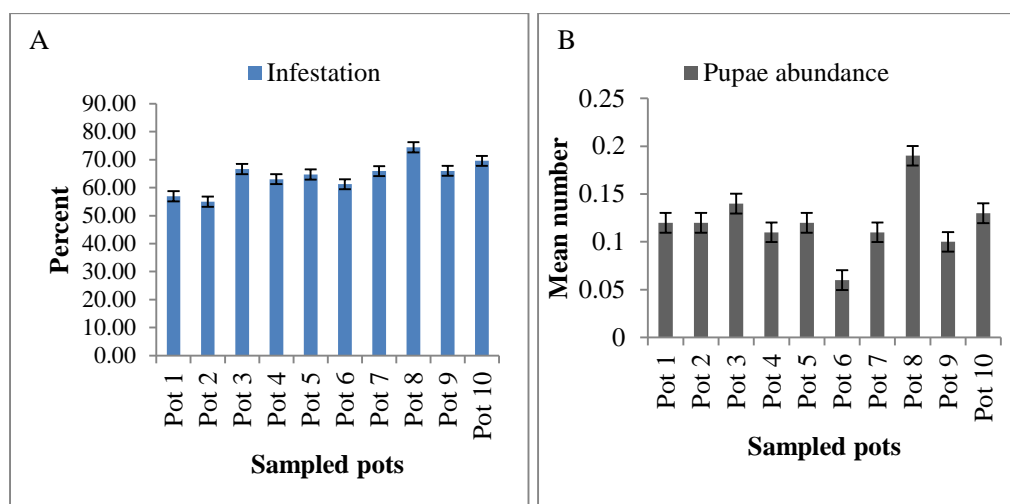 A
Infestation
Percent
90.00
80.00
70.00
60.00
50.00
40.00
30.00
20.00
10.00
0.00
Pot 1
Pot 2
Pot 3
Pot 4
Pot 5
Pot 6
Pot 7
Pot 8
Pot 9
Pot 10
Sampled pots
B
Pupae abundance
Mean number
0.25
0.2
0.15
0.1
0.05
0
Pot 1
Pot 2
Pot 3
Pot 4
Pot 5
Pot 6
Pot 7
Pot 8
Pot 9
Pot 10
Sampled pots